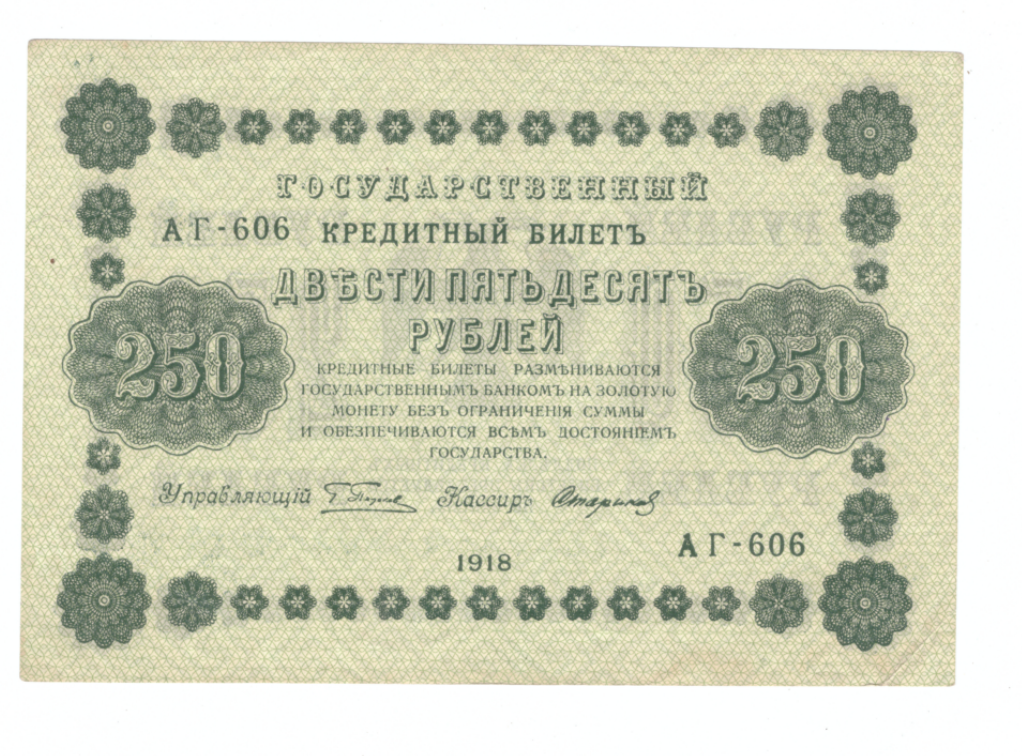 ГОСУДАРСТВЕННЫЙ
АГ-606 КРЕДИТНЫЙ БИЛЕТЪ
ДВѢСТИ ПЯТЬДЕСЯТЪ
РУБЛЕЙ
250
250
КРЕДИТНЫЕ БИЛЕТЫ РАЗМѢНИВАЮТСЯ
ГОСУДАРСТВЕННЫМЪ БАНКОМЪ НА ЗОЛОТУЮ
МОНЕТУ БЕЗЪ ОГРАНИЧЕНІЯ СУММЫ
И ОБЕЗПЕЧИВАЮТСЯ ВСѢМЪ ДОСТОЯНІЕМЪ
ГОСУДАРСТВА.
Управляющій Кассиръ
АГ-606
1918